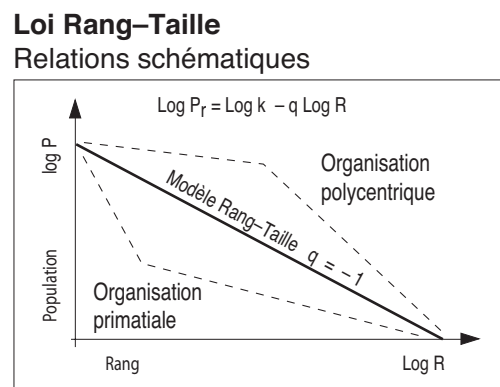 Loi Rang–Taille
Relations schématiques
Log Pr = Log k – q Log R
log P
Organisation
polycentrique
Modèle Rang–Taille q = –1
Population
Organisation
primatiale
Rang
Log R